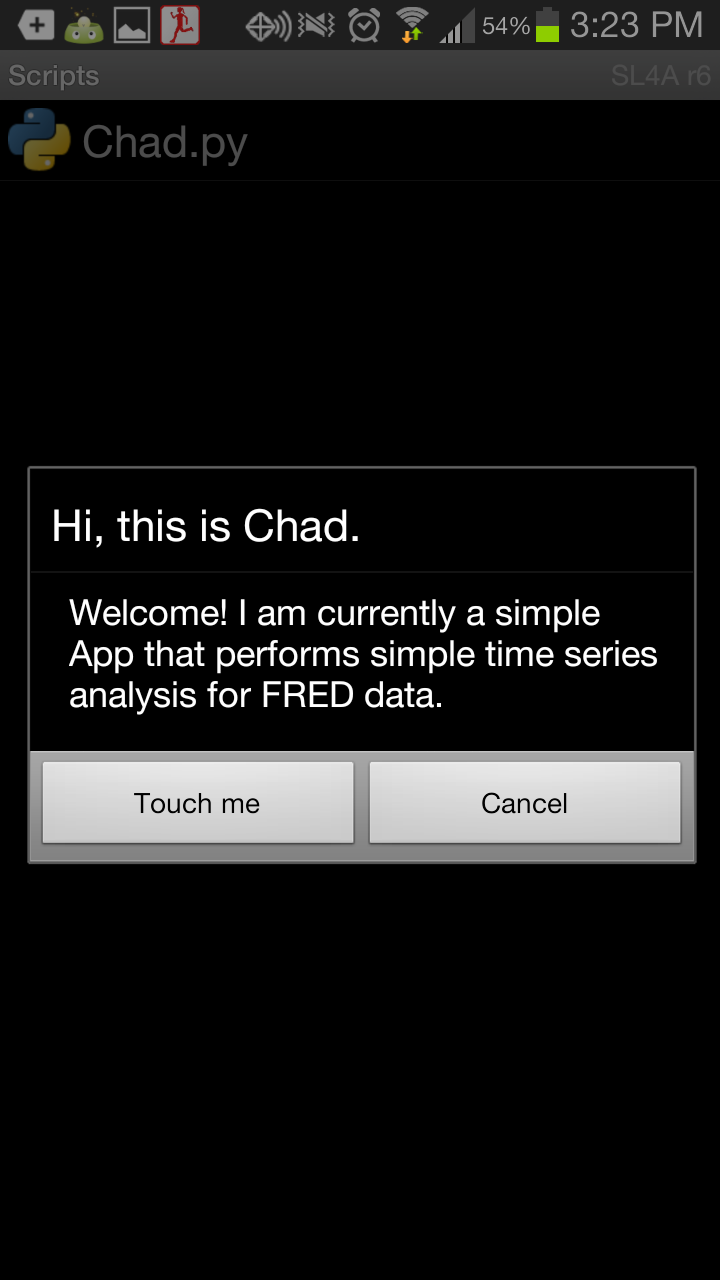 54% 3:23 PM
Scripts SL4A r6
Chad.py
Hi, this is Chad.
Welcome! I am currently a simple
App that performs simple time series
analysis for FRED data.
Touch me Cancel